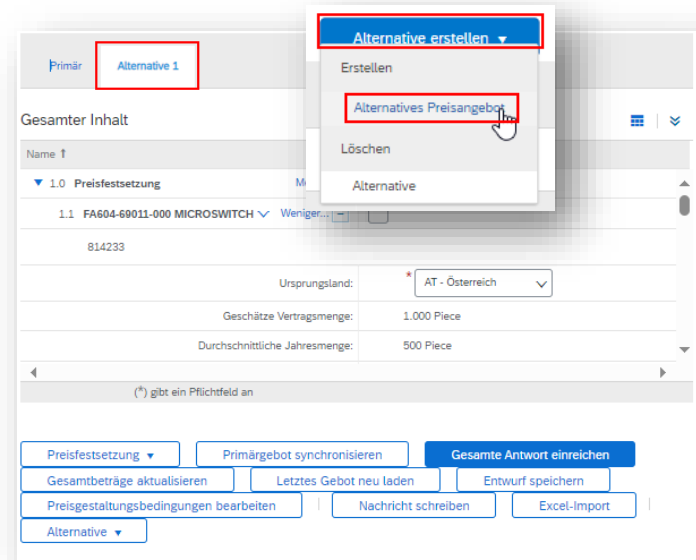 Alternative erstellen
Primär
Alternative 1
Erstellen
Alternatives Preisangebot
Löschen
Alternative
Gesamter Inhalt
Name ↑
1.0 Preisfestsetzung
1.1 FA604-69011-000 MICROSWITCH Weniger...
814233
Ursprungsland: * AT - Österreich
Geschätze Vertragsmenge: 1.000 Piece
Durchschnittliche Jahresmenge: 500 Piece
(*) gibt ein Pflichtfeld an
Preisfestsetzung Primärgebot synchronisieren Gesamte Antwort einreichen
Gesamtbeträge aktualisieren Letztes Gebot neu laden Entwurf speichern
Preisgestaltungsbedingungen bearbeiten Nachricht schreiben Excel-Import
Alternative